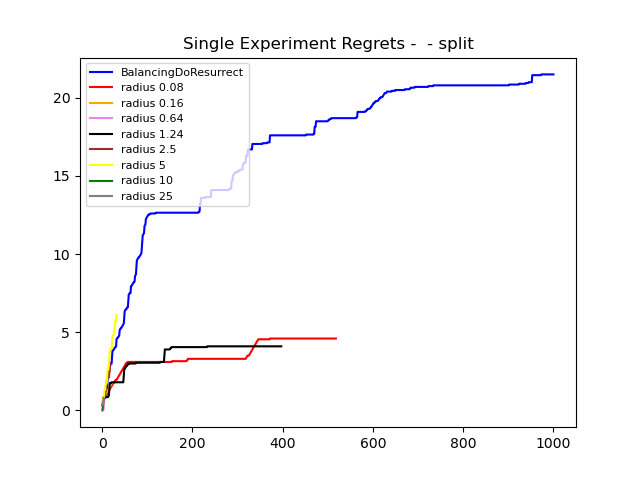 Single Experiment Regrets -  - split
BalancingDoResurrect
radius 0.08
radius 0.16
radius 0.64
radius 1.24
radius 2.5
radius 5
radius 10
radius 25
20
15
10
5
0
0 200 400 600 800 1000